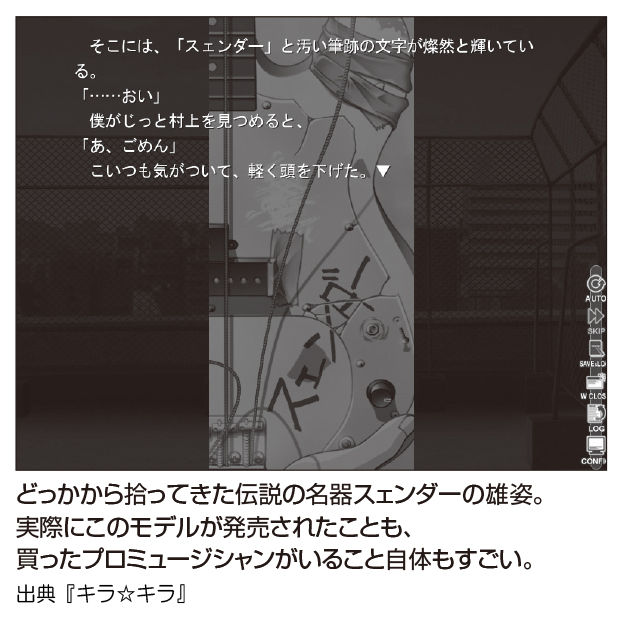 そこには、「スェンダー」と汚い筆跡の文字が燦然と輝いてい
る。
「……おい」
僕がじっと村上を見つめると、
「あ、ごめん」
こいつも気がついて、軽く頭を下げた。▼
スェンダー
AUTO
SKIP
SAVE&LO
W CLOS
LOG
CONFI
どっかから拾ってきた伝説の名器スェンダーの雄姿。
実際にこのモデルが発売されたことも、
買ったプロミュージシャンがいること自体もすごい。
出典『キラ☆キラ』